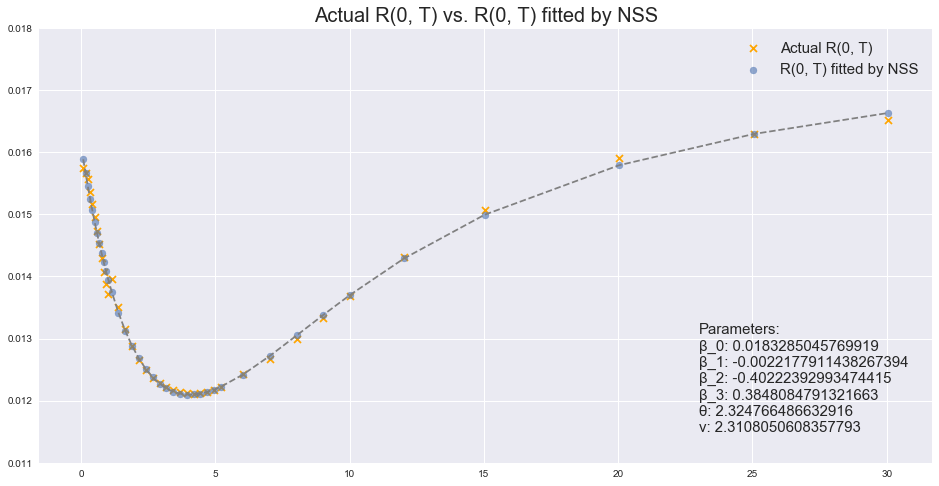 Actual R(0, T) vs. R(0, T) fitted by NSS
0.018
0.017
0.016
0.015
0.014
0.013
0.012
0.011
Actual R(0, T)
R(0, T) fitted by NSS
Parameters:
β_0: 0.0183285045769919
β_1: -0.0022177911438267394
β_2: -0.40222392993474415
β_3: 0.3848084791321663
θ: 2.324766486632916
v: 2.3108050608357793
0 5 10 15 20 25 30